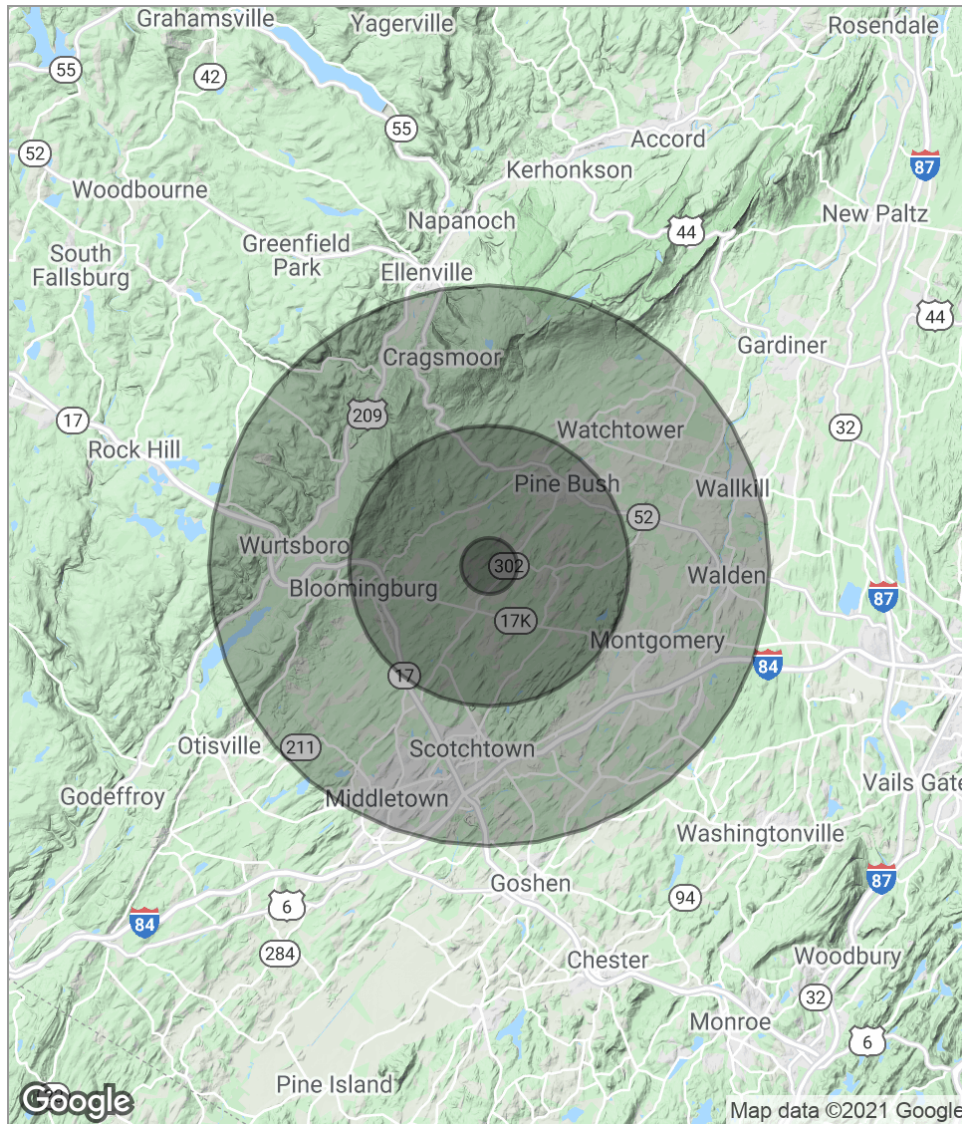 Grahamsville
Yagerville
Rosendale
55
42
55
52
Accord
Kerhonkson
87
Woodbourne
Napanoch
44
New Paltz
South
Fallsburg
Greenfield
Park
Ellenville
44
Cragsmoor
Gardiner
209
17
32
Watchtower
Rock Hill
Pine Bush
Wallkill
52
Wurtsboro
302
Walden
Bloomingburg
87
17K
Montgomery
84
17
Otisville
211
Scotchtown
Godeffroy
Middletown
Vails Gate
Washingtonville
Goshen
87
94
6
84
284
Chester
Woodbury
32
Monroe
6
Pine Island
Google
Map data ©2021 Google